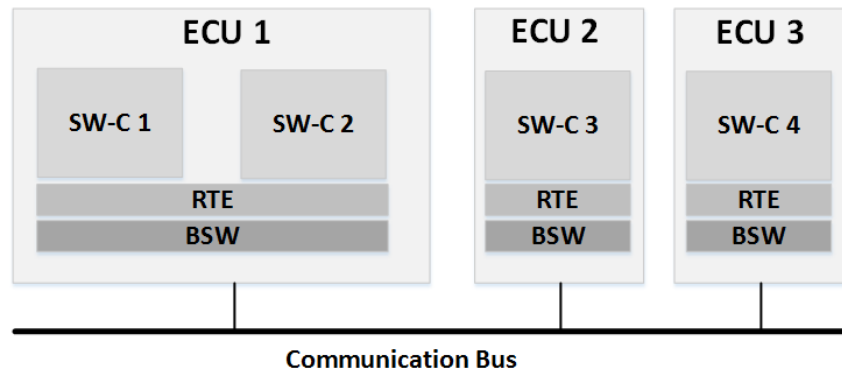 ECU 1
SW-C 1
SW-C 2
RTE
BSW
ECU 2
SW-C 3
RTE
BSW
ECU 3
SW-C 4
RTE
BSW
Communication Bus